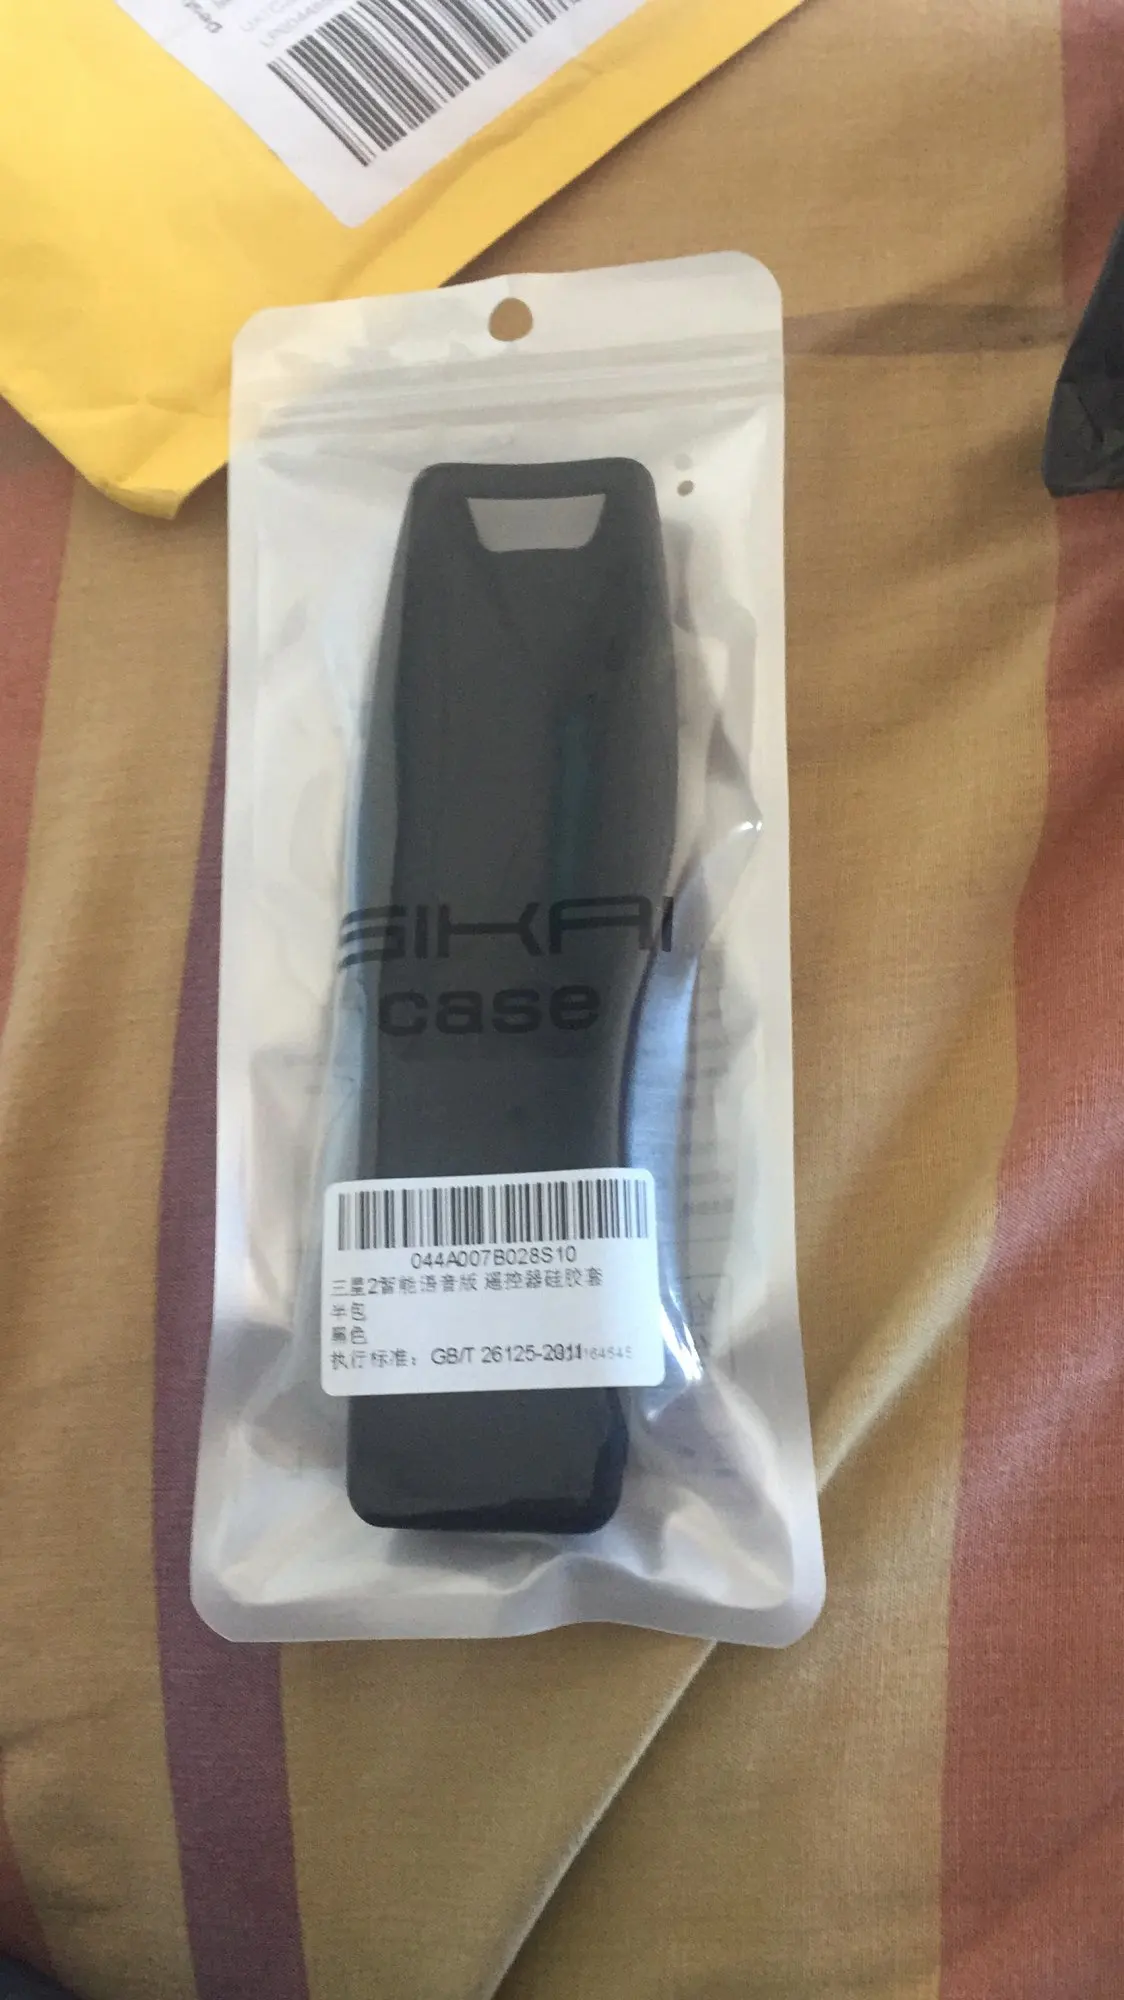 SIKAI
case
044A007B028S10
三星2智能语音版 遥控器硅胶套
半包
黑色
执行标准：GB/T 26125-2011